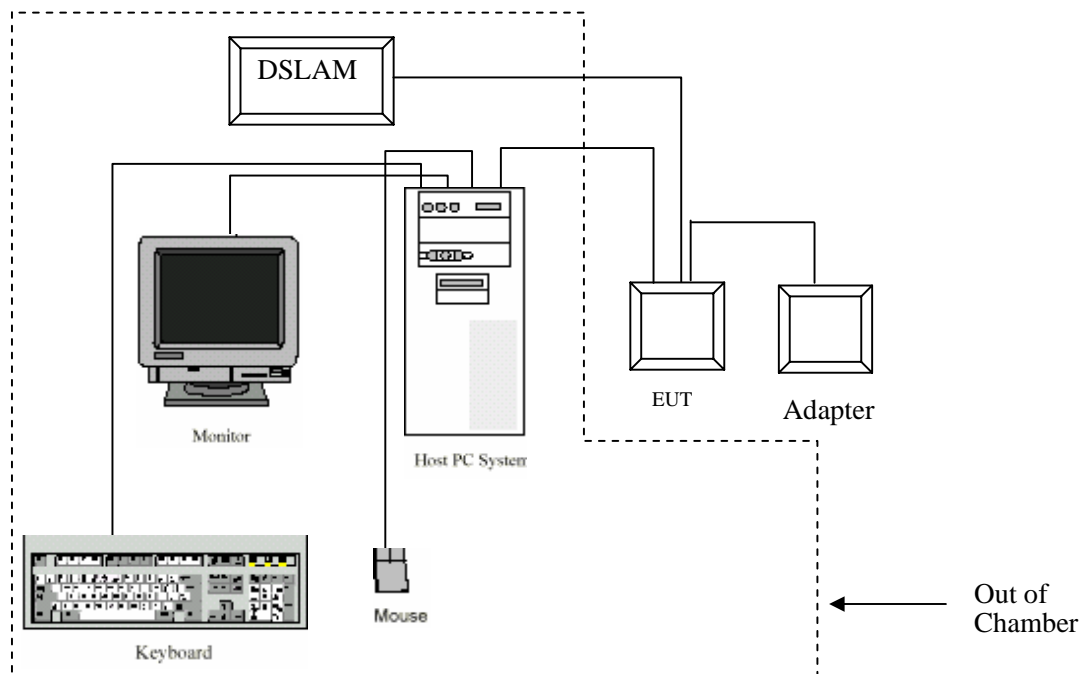 DSLAM
Monitor
Host PC System
EUT
Adapter
Keyboard
Mouse
Out of
Chamber